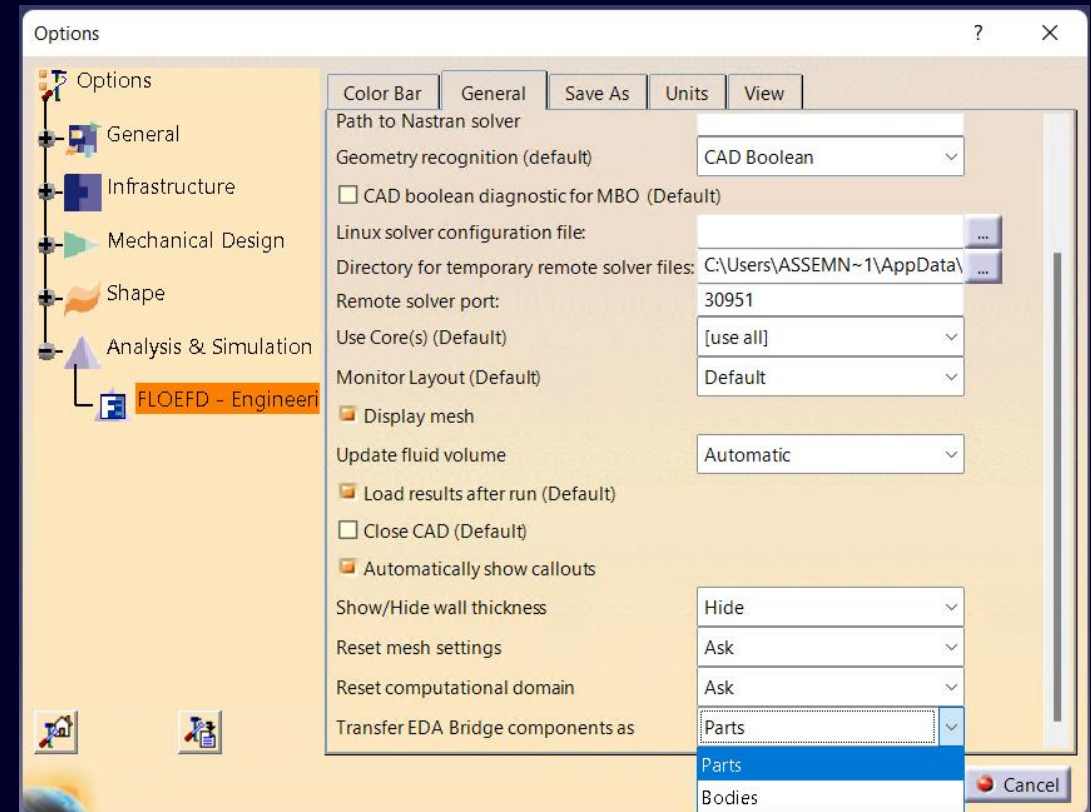 Options
?
Options
General
Infrastructure
Mechanical Design
Shape
Analysis & Simulation
FLOEFD - Engineeri
Color Bar
General
Save As
Units
View
Path to Nastran solver
Geometry recognition (default)
CAD Boolean
CAD boolean diagnostic for MBO (Default)
Linux solver configuration file:
...
Directory for temporary remote solver files:
C:\Users\ASSEMN~1\AppData\
...
Remote solver port:
30951
Use Core(s) (Default)
[use all]
Monitor Layout (Default)
Default
Display mesh
Update fluid volume
Automatic
Load results after run (Default)
Close CAD (Default)
Automatically show callouts
Show/Hide wall thickness
Hide
Reset mesh settings
Ask
Reset computational domain
Ask
Transfer EDA Bridge components as
Parts
Parts
Bodies
Cancel